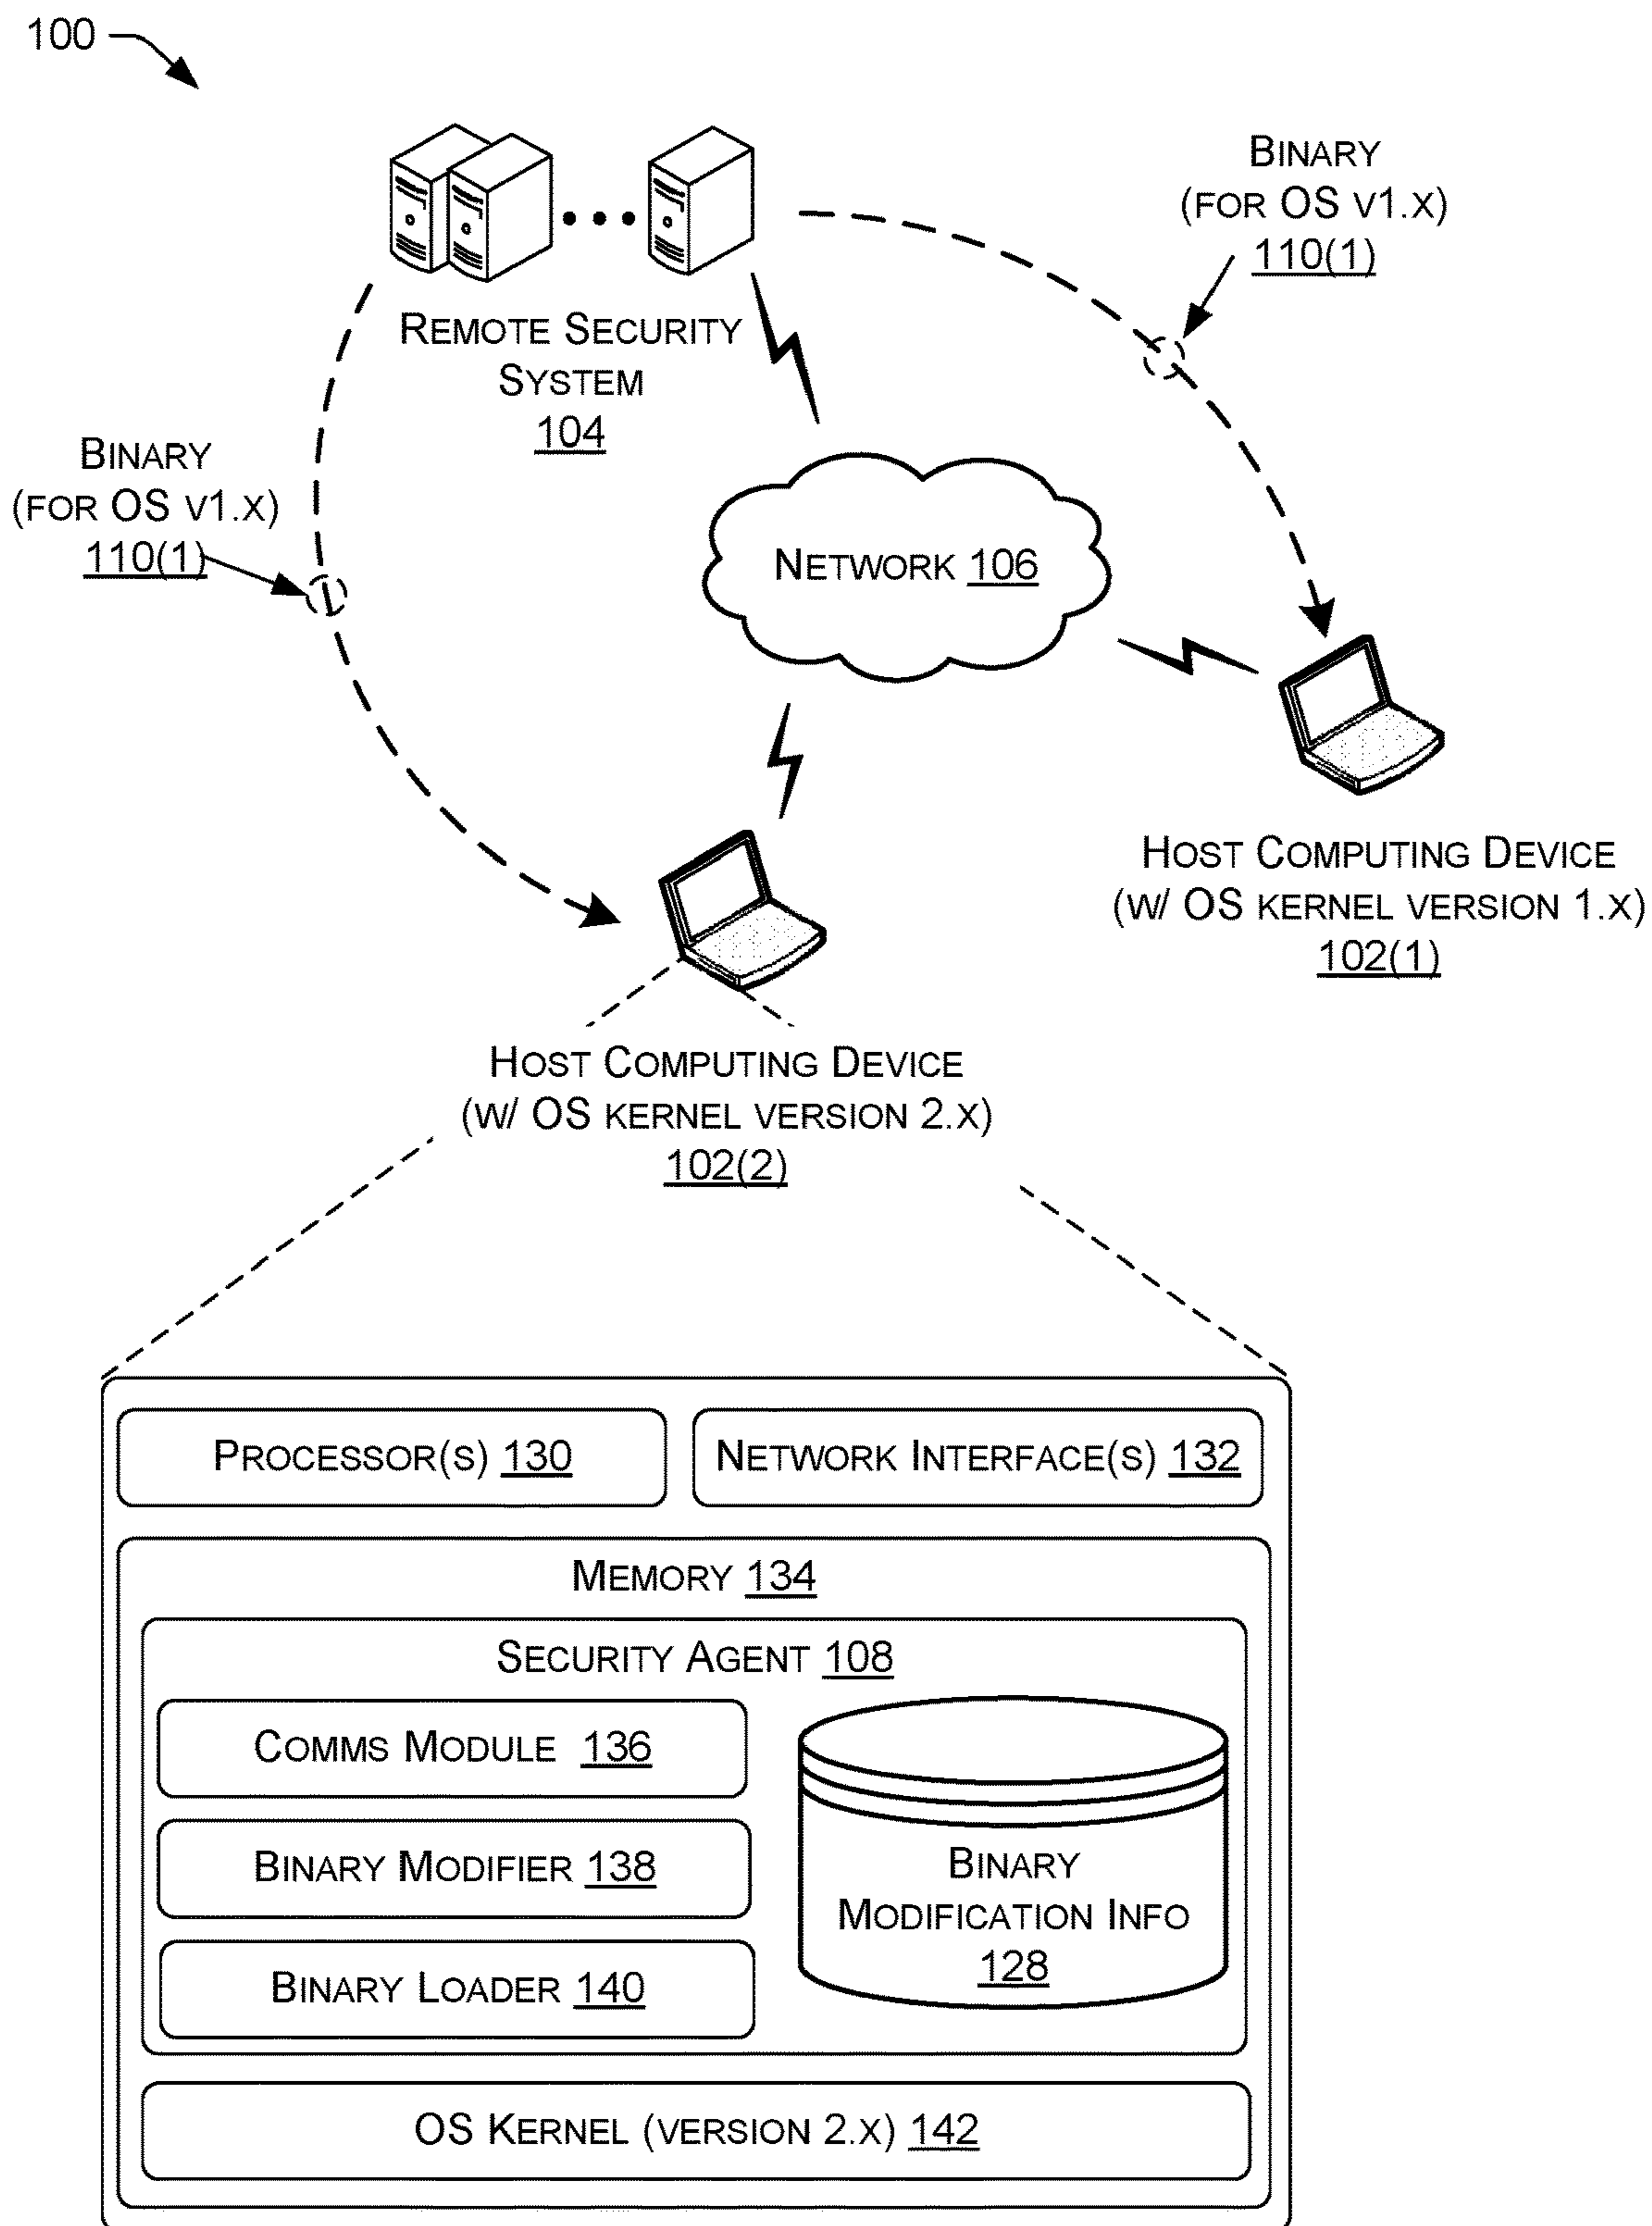 100
BINARY
(FOR OS V1.X)
110(1)
REMOTE SECURITY
SYSTEM
104
BINARY
(FOR OS V1.X)
110(1)
NETWORK 106
HOST COMPUTING DEVICE
(W/ OS KERNEL VERSION 1.X)
102(1)
HOST COMPUTING DEVICE
(W/ OS KERNEL VERSION 2.X)
102(2)
PROCESSOR(S) 130
NETWORK INTERFACE(S) 132
MEMORY 134
SECURITY AGENT 108
COMMS MODULE 136
BINARY MODIFIER 138
BINARY LOADER 140
BINARY
MODIFICATION INFO
128
OS KERNEL (VERSION 2.X) 142